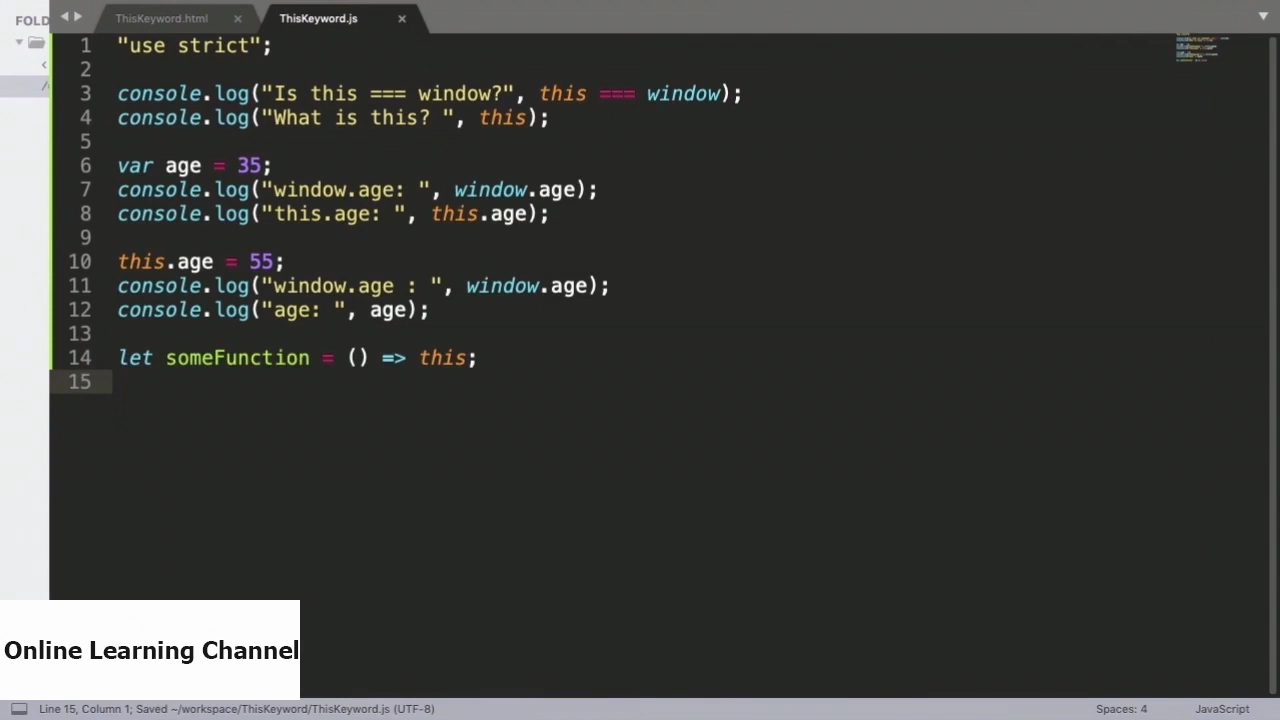 FOLD
ThisKeyword.html
ThisKeyword.js
1 "use strict";
2
3 console.log("Is this === window?", this === window);
4 console.log("What is this? ", this);
5
6 var age = 35;
7 console.log("window.age: ", window.age);
8 console.log("this.age: ", this.age);
9
10 this.age = 55;
11 console.log("window.age : ", window.age);
12 console.log("age: ", age);
13
14 let someFunction = () => this;
15
Online Learning Channel
Line 15, Column 1; Saved ~/workspace/ThisKeyword/ThisKeyword.js (UTF-8)
Spaces: 4
JavaScript